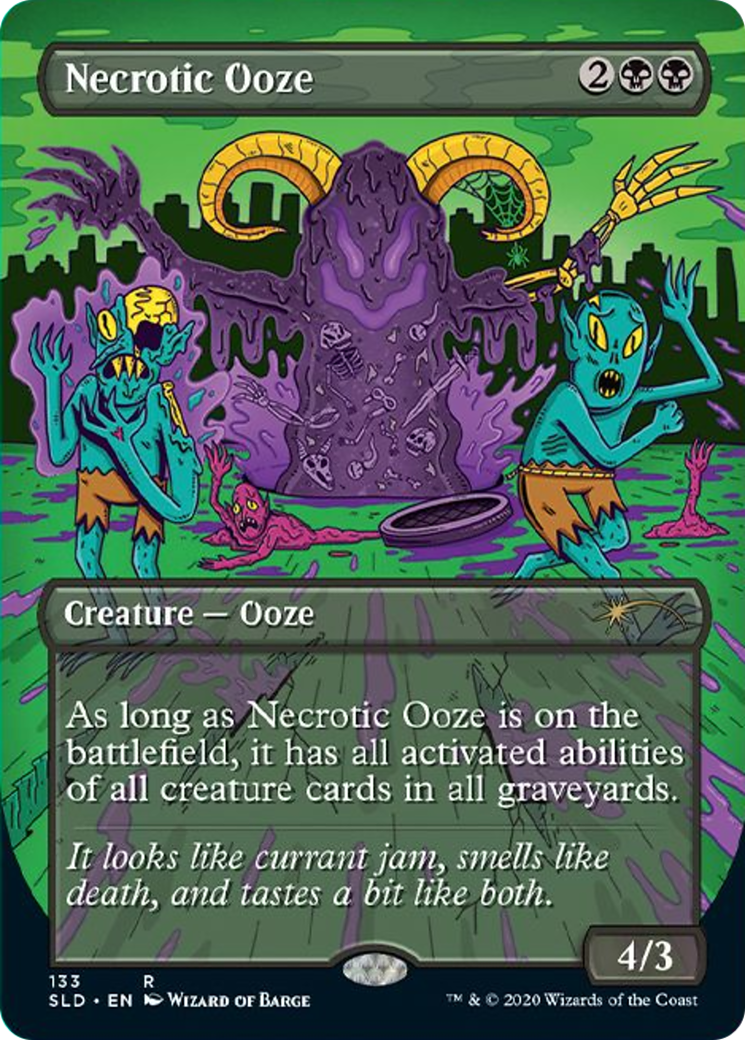 Necrotic Ooze 2
Creature — Ooze
As long as Necrotic Ooze is on the
battlefield, it has all activated abilities
of all creature cards in all graveyards.
It looks like currant jam, smells like
death, and tastes a bit like both.
4/3
133 R
SLD • EN Wizard of Barge
™ & © 2020 Wizards of the Coast